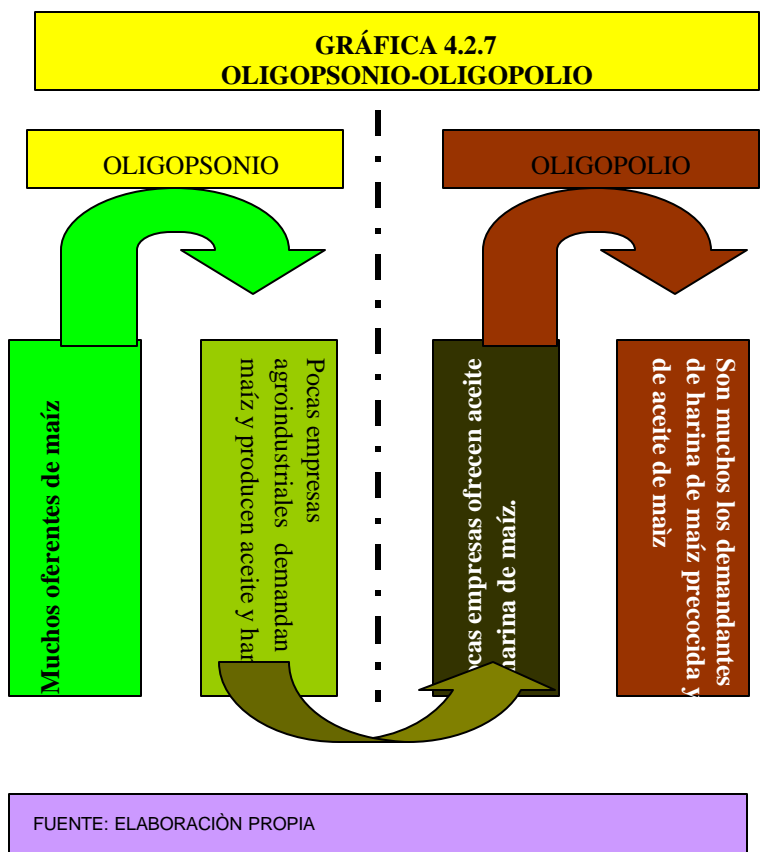 GRÁFICA 4.2.7
OLIGOPSONIO-OLIGOPOLIO
OLIGOPSONIO
OLIGOPOLIO
Muchos oferentes de maíz
Pocas empresas
agroindustriales demandan
maíz y producen aceite y har
ocas empresas ofrecen aceite
harina de maíz.
Son muchos los demandantes
de harina de maíz precocida y
de aceite de maìz
FUENTE: ELABORACIÒN PROPIA